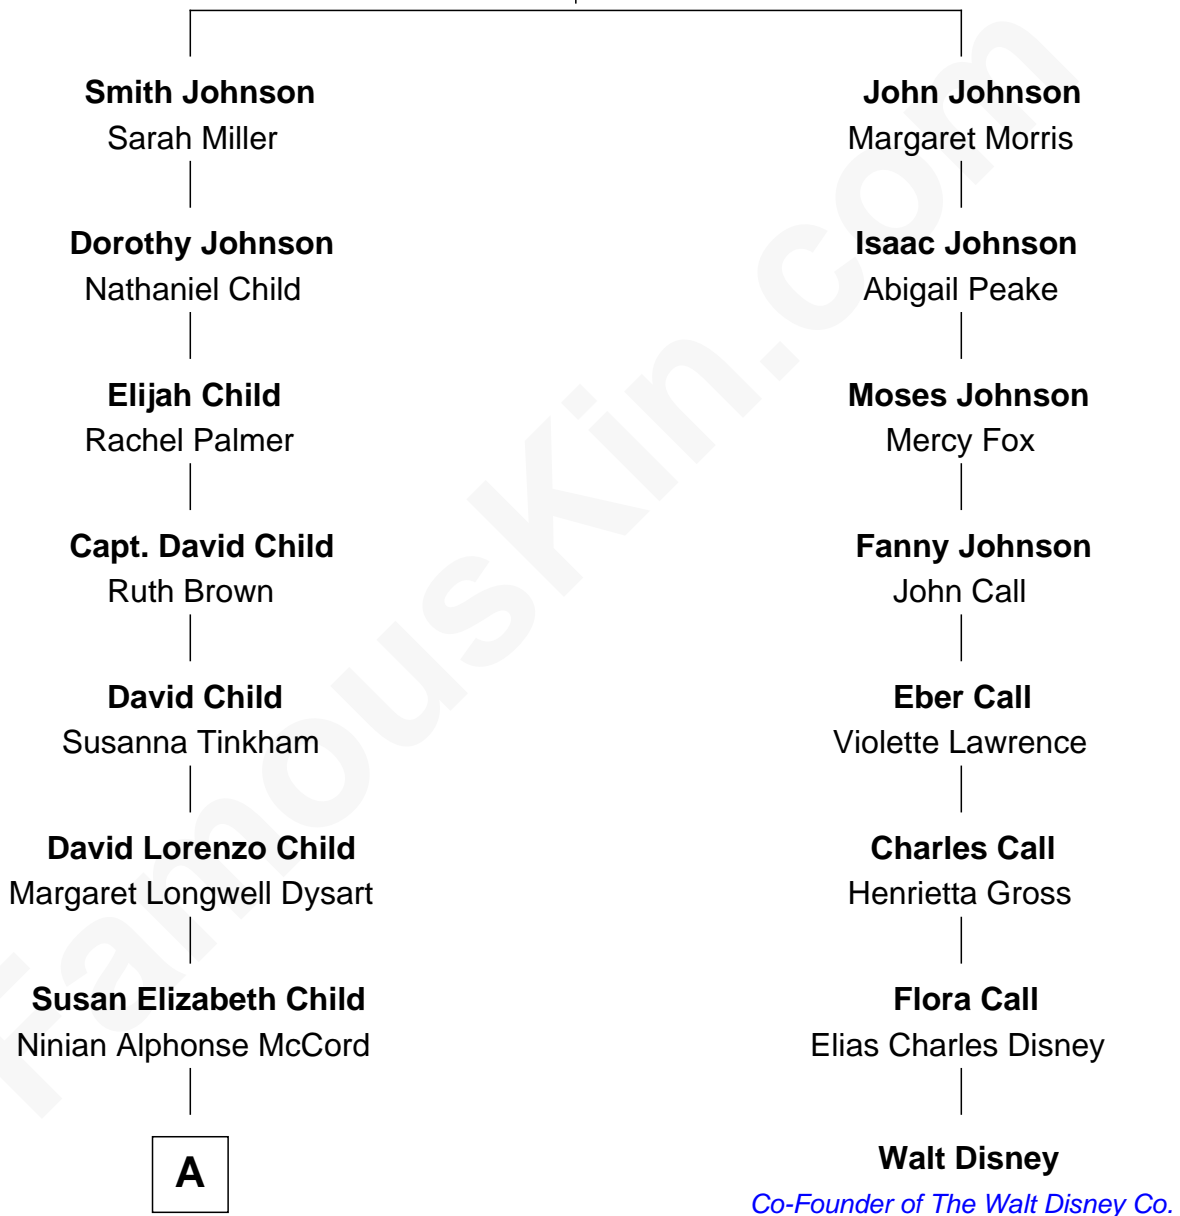 Smith Johnson
Sarah Miller
Dorothy Johnson
Nathaniel Child
Elijah Child
Rachel Palmer
Capt. David Child
Ruth Brown
David Child
Susanna Tinkham
David Lorenzo Child
Margaret Longwell Dysart
Susan Elizabeth Child
Ninian Alphonse McCord
A
John Johnson
Margaret Morris
Isaac Johnson
Abigail Peake
Moses Johnson
Mercy Fox
Fanny Johnson
John Call
Eber Call
Violette Lawrence
Charles Call
Henrietta Gross
Flora Call
Elias Charles Disney
Walt Disney
Co-Founder of The Walt Disney Co.
FamousKin.com